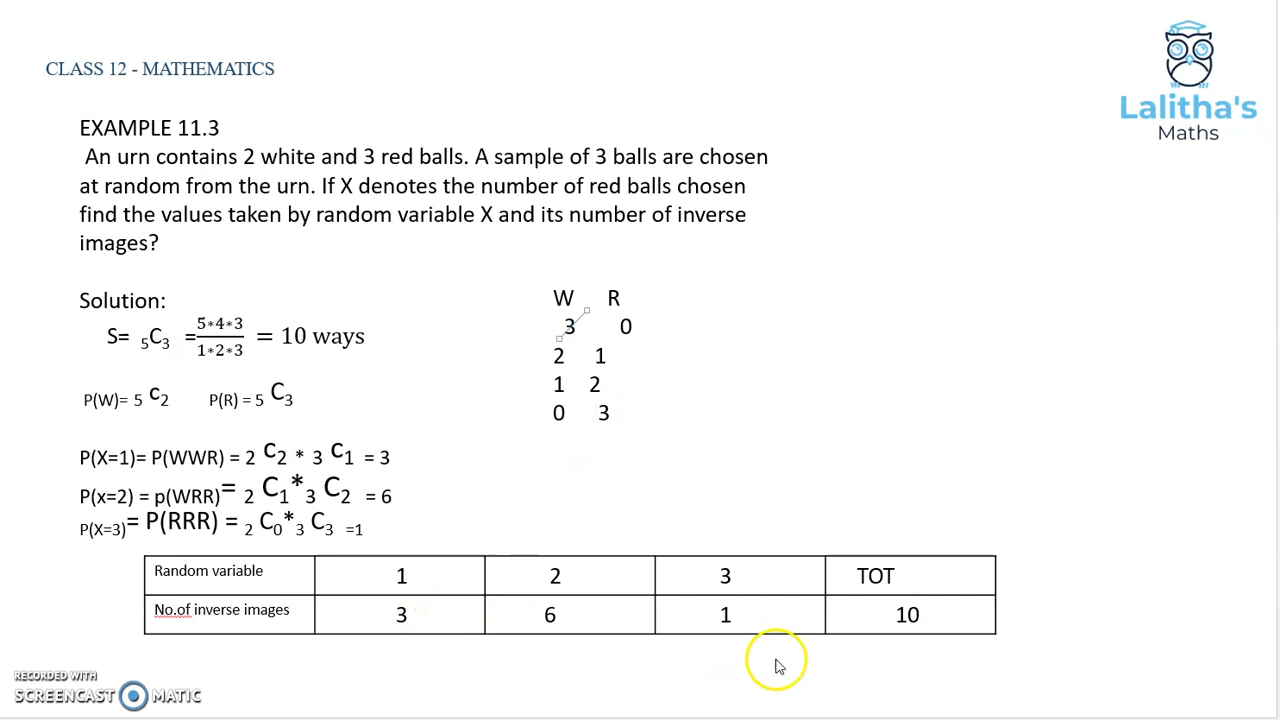 CLASS 12 - MATHEMATICS
Lalitha's
Maths
EXAMPLE 11.3
An urn contains 2 white and 3 red balls. A sample of 3 balls are chosen
at random from the urn. If X denotes the number of red balls chosen
find the values taken by random variable X and its number of inverse
images?
Solution:
S= ₅C₃ = 5∗4∗3/1∗2∗3 = 10 ways
P(W)= 5 c₂ P(R) = 5 C₃
W R
3 0
2 1
1 2
0 3
P(X=1)= P(WWR) = 2 c₂ * 3 c₁ = 3
P(x=2) = p(WRR)= ₂ C₁*₃ C₂ = 6
P(X=3)= P(RRR) = ₂ C₀*₃ C₃ =1
Random variable 1 2 3 TOT
No.of inverse images 3 6 1 10
RECORDED WITH
SCREENCAST MATIC